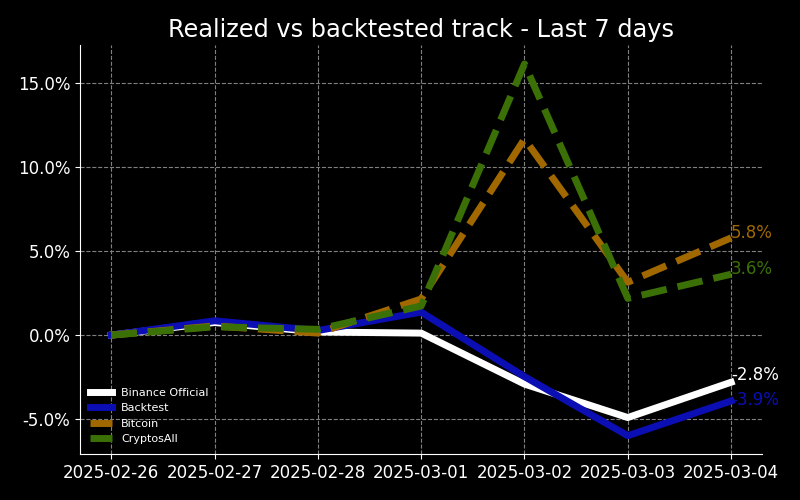 Realized vs backtested track - Last 7 days
15.0%
10.0%
5.0%
0.0%
-5.0%
5.8%
3.6%
-2.8%
-3.9%
Binance Official
Backtest
Bitcoin
CryptosAll
2025-02-26 2025-02-27 2025-02-28 2025-03-01 2025-03-02 2025-03-03 2025-03-04